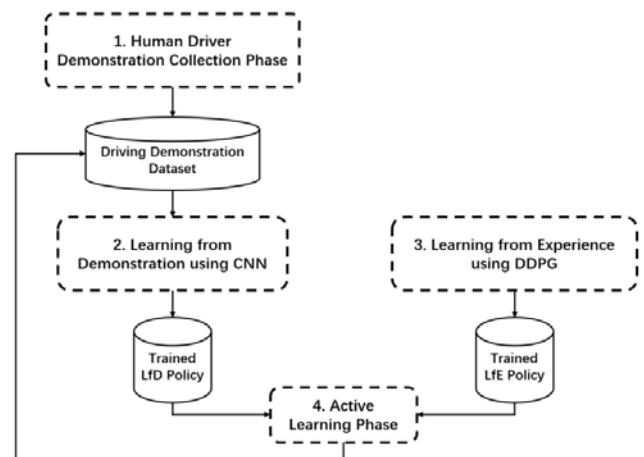 1. Human Driver
Demonstration Collection Phase
Driving Demonstration
Dataset
2. Learning from
Demonstration using CNN
3. Learning from Experience
using DDPG
Trained
LfD Policy
Trained
LfE Policy
4. Active
Learning Phase